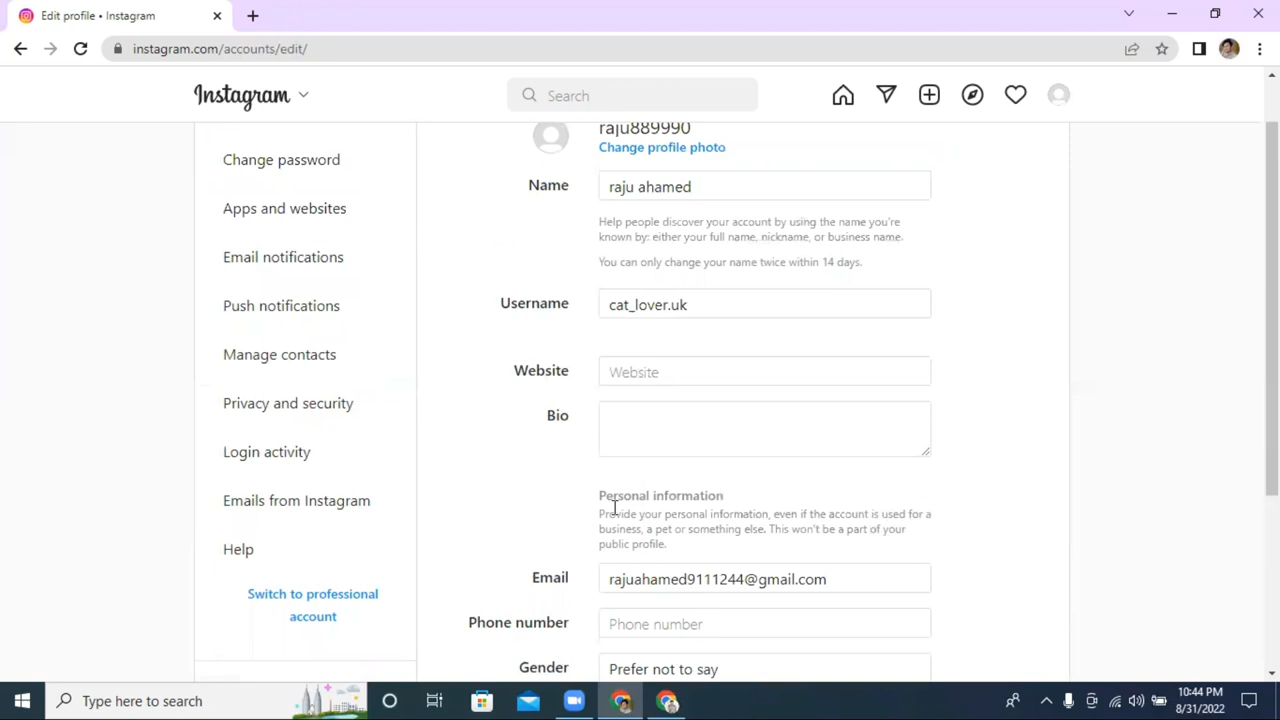 Edit profile • Instagram
instagram.com/accounts/edit/
Instagram
Search
raju889990
Change profile photo
Change password
Name
raju ahamed
Apps and websites
Help people discover your account by using the name you're
known by: either your full name, nickname, or business name.
Email notifications
You can only change your name twice within 14 days.
Push notifications
Username
cat_lover.uk
Manage contacts
Website
Website
Privacy and security
Bio
Login activity
Emails from Instagram
Personal information
Provide your personal information, even if the account is used for a
business, a pet or something else. This won't be a part of your
public profile.
Help
Email
rajuahamed9111244@gmail.com
Switch to professional
account
Phone number
Phone number
Gender
Prefer not to say
Type here to search
10:44 PM
8/31/2022